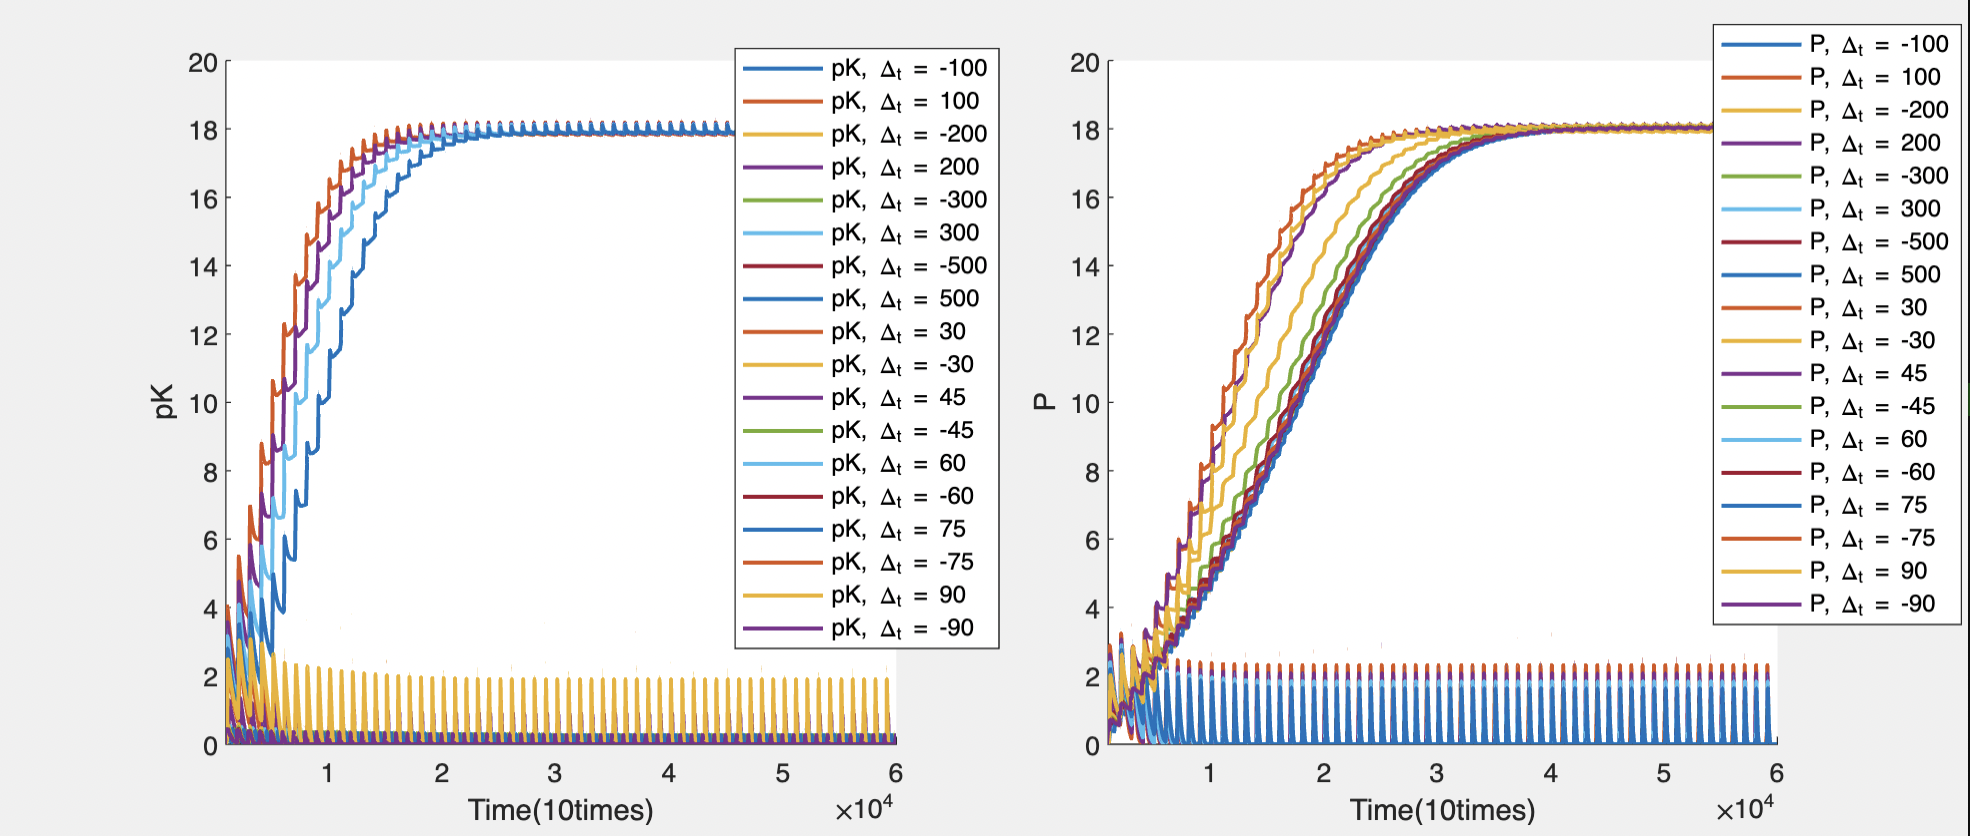 20
18
16
14
12
10
8
6
4
2
0
pK
1
2
3
4
5
6
Time(10times)
×10⁴
pK, Δt = -100
pK, Δt = 100
pK, Δt = -200
pK, Δt = 200
pK, Δt = -300
pK, Δt = 300
pK, Δt = -500
pK, Δt = 500
pK, Δt = 30
pK, Δt = -30
pK, Δt = 45
pK, Δt = -45
pK, Δt = 60
pK, Δt = -60
pK, Δt = 75
pK, Δt = -75
pK, Δt = 90
pK, Δt = -90
20
18
16
14
12
10
8
6
4
2
0
P
1
2
3
4
5
6
Time(10times)
×10⁴
P, Δt = -100
P, Δt = 100
P, Δt = -200
P, Δt = 200
P, Δt = -300
P, Δt = 300
P, Δt = -500
P, Δt = 500
P, Δt = 30
P, Δt = -30
P, Δt = 45
P, Δt = -45
P, Δt = 60
P, Δt = -60
P, Δt = 75
P, Δt = -75
P, Δt = 90
P, Δt = -90